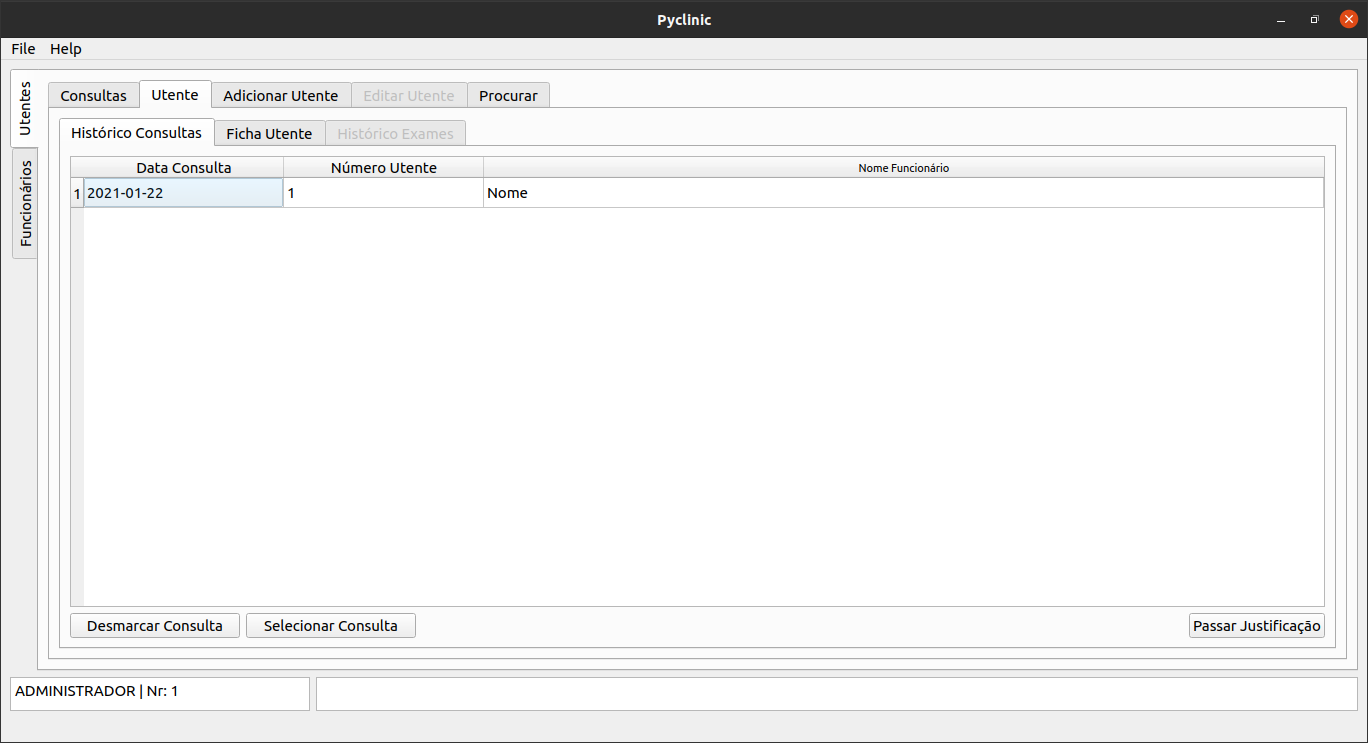 Pyclinic
File Help
Utentes
Funcionários
Consultas Utente Adicionar Utente Editar Utente Procurar
Histórico Consultas Ficha Utente Histórico Exames
Data Consulta Número Utente Nome Funcionário
1 2021-01-22 1 Nome
Desmarcar Consulta Selecionar Consulta Passar Justificação
ADMINISTRADOR | Nr: 1